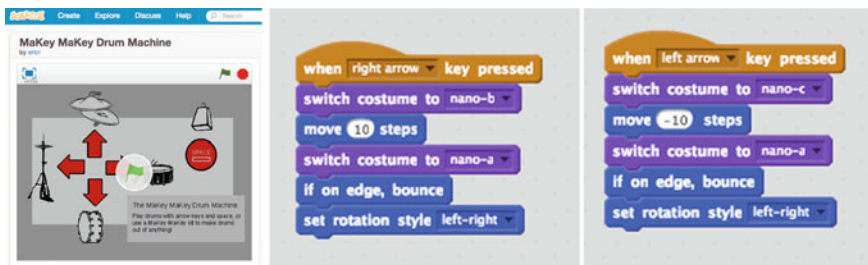 SCRATCH Create Explore Discuss Help Search
MaKey MaKey Drum Machine
by
SPACE
The MaKey MaKey Drum Machine
Play drums with arrow keys and space, or
use a MaKey MaKey kit to make drums
out of anything!
when right arrow key pressed
switch costume to nano-b
move 10 steps
switch costume to nano-a
if on edge, bounce
set rotation style left-right
when left arrow key pressed
switch costume to nano-c
move -10 steps
switch costume to nano-a
if on edge, bounce
set rotation style left-right